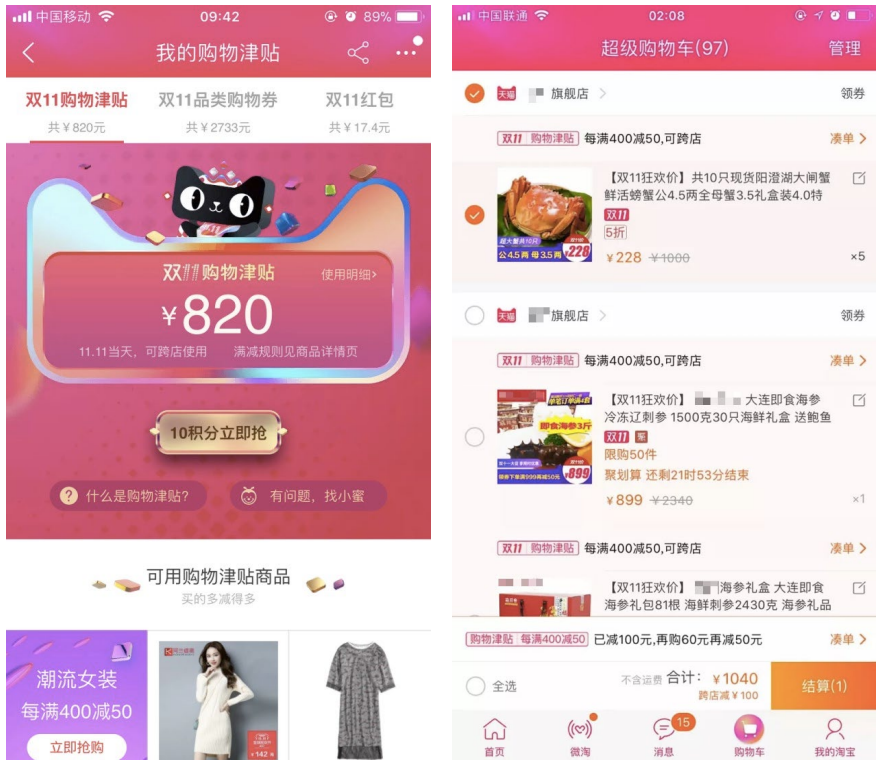 中国移动
09:42
89%
我的购物津贴
双11购物津贴
双11品类购物券
双11红包
共￥820元
共￥2733元
共￥17.4元
双11购物津贴
使用明细>
￥820
11.11当天，可跨店使用
满减规则见商品详情页
10积分立即抢
什么是购物津贴?
有问题，找小蜜
可用购物津贴商品
买的多减得多
潮流女装
每满400减50
立即抢购
￥142
中国联通
02:08
超级购物车(97)
管理
天猫
旗舰店 >
领券
双11 购物津贴 每满400减50,可跨店
凑单 >
【双11狂欢价】共10只现货阳澄湖大闸蟹
鲜活螃蟹公4.5两全母蟹3.5礼盒装4.0特
双11
5折
￥228 ￥1000
×5
超大蟹共10只
公4.5两 母3.5两
228
天猫
旗舰店 >
领券
双11 购物津贴 每满400减50,可跨店
凑单 >
【双11狂欢价】
大连即食海参
冷冻辽刺参 1500克30只海鲜礼盒 送鲍鱼
双11
限购50件
聚划算 还剩21时53分结束
￥899 ￥2340
×1
即食海参3斤
899
双11 购物津贴 每满400减50,可跨店
凑单 >
【双11狂欢价】
海参礼盒 大连即食
海参礼包81根 海鲜刺参2430克 海参礼品
购物津贴 每满400减50 已减100元,再购60元再减50元
凑单 >
全选
不含运费 合计: ￥1040
跨店减￥100
结算(1)
15
首页
微淘
消息
购物车
我的淘宝